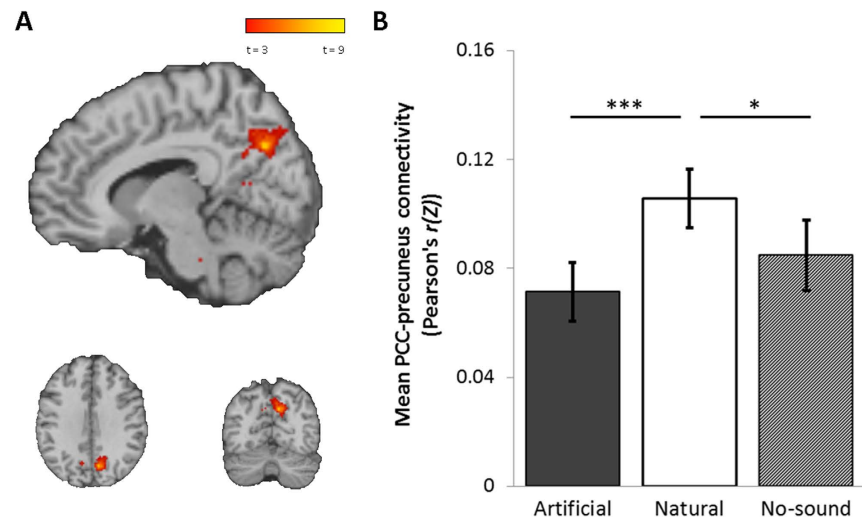 A
t = 3
t = 9
B
Mean PCC-precuneus connectivity
(Pearson's r(Z))
0.16
0.12
0.08
0.04
0
***
*
Artificial
Natural
No-sound